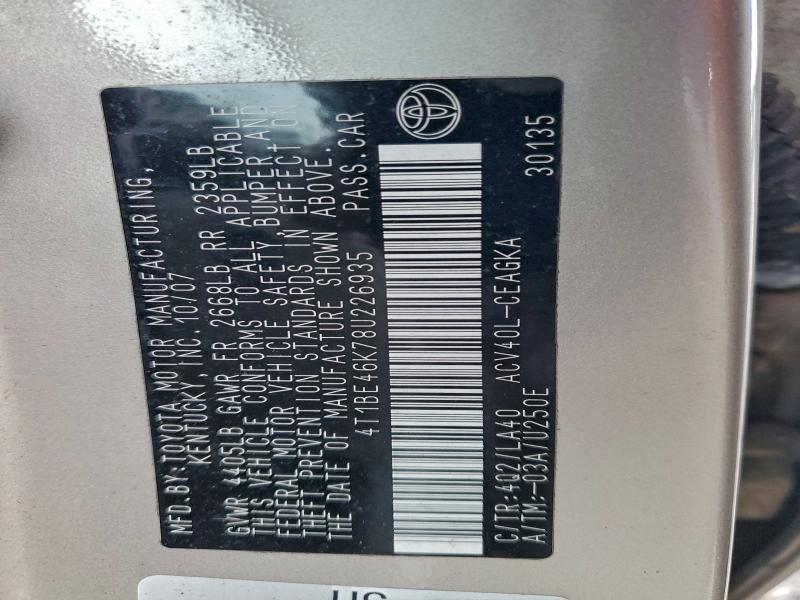 MFD.BY:TOYOTA MOTOR MANUFACTURING,
KENTUCKY, INC. 10/07
GVWR 4405LB GAWR FR 2668LB RR 2359LB
THIS VEHICLE CONFORMS TO ALL APPLICABLE
FEDERAL MOTOR VEHICLE SAFETY, BUMPER, AND
THEFT PREVENTION STANDARDS IN EFFECT ON
THE DATE OF MANUFACTURE SHOWN ABOVE.
4T1BE46K78U226935 PASS.CAR
C/TR:4Q2/LA40 ACV40L-CEAGKA
A/TM:-03A/U250E 30135